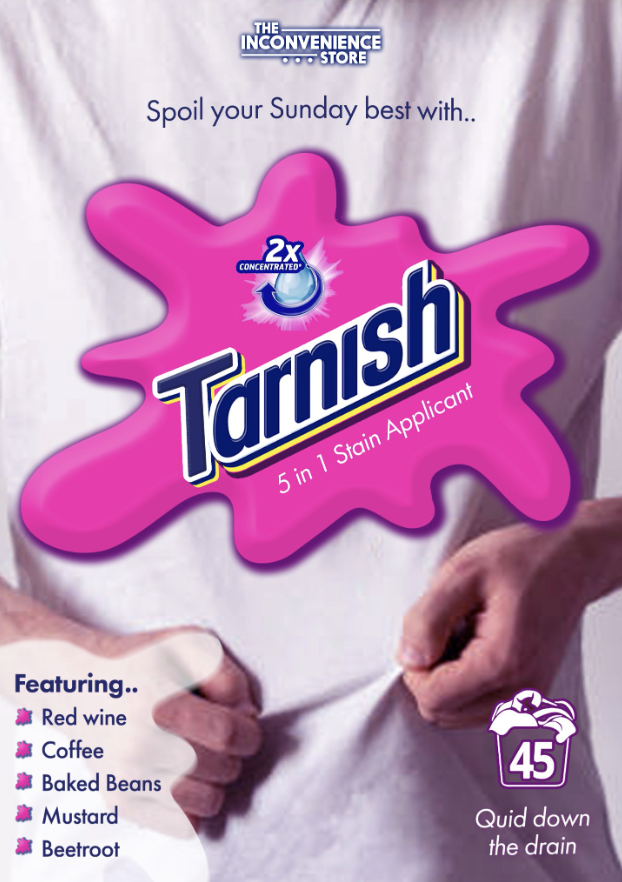 THE
INCONVENIENCE
STORE
Spoil your Sunday best with..
2x
CONCENTRATED*
Tarnish
5 in 1 Stain Applicant
Featuring..
Red wine
Coffee
Baked Beans
Mustard
Beetroot
45
Quid down
the drain